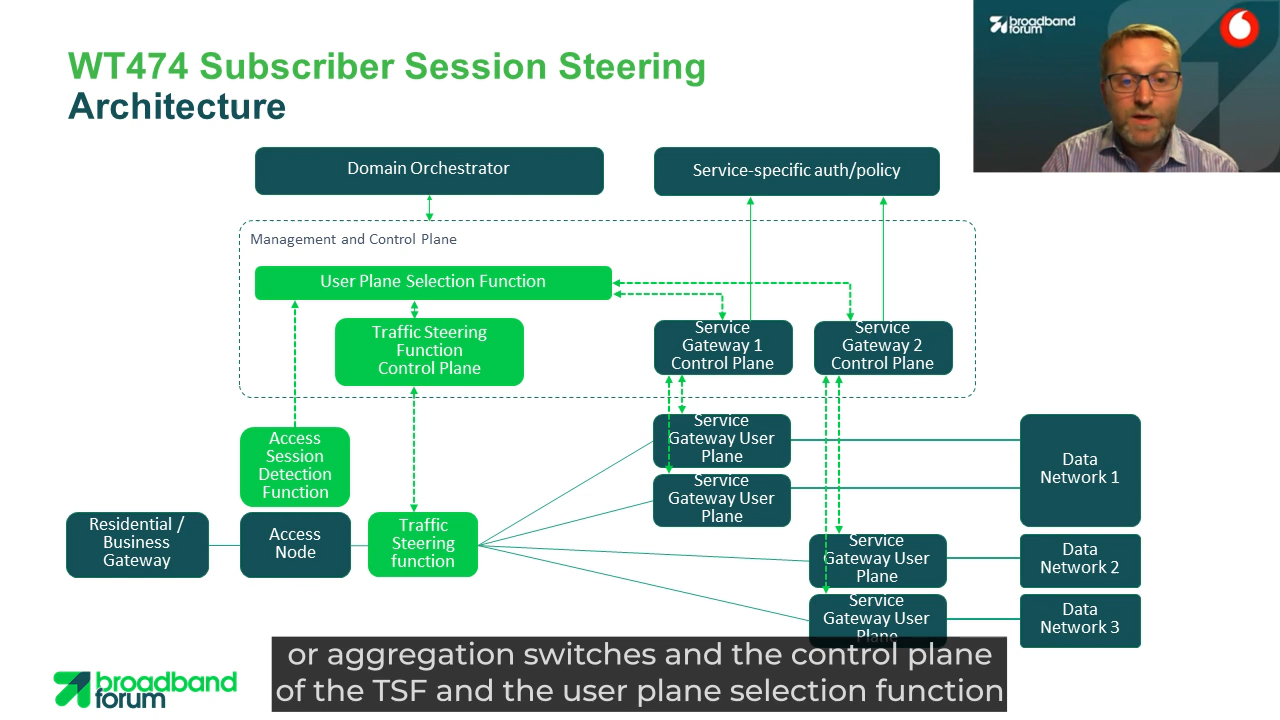 WT474 Subscriber Session Steering
Architecture
broadband
forum
Domain Orchestrator
Service-specific auth/policy
Management and Control Plane
User Plane Selection Function
Traffic Steering
Function
Control Plane
Service
Gateway 1
Control Plane
Service
Gateway 2
Control Plane
Access
Session
Detection
Function
Service
Gateway User
Plane
Service
Gateway User
Plane
Data
Network 1
Residential /
Business
Gateway
Access
Node
Traffic
Steering
function
Service
Gateway User
Plane
Data
Network 2
Service
Gateway User
Plane
Data
Network 3
or aggregation switches and the control plane
of the TSF and the user plane selection function
broadband
forum